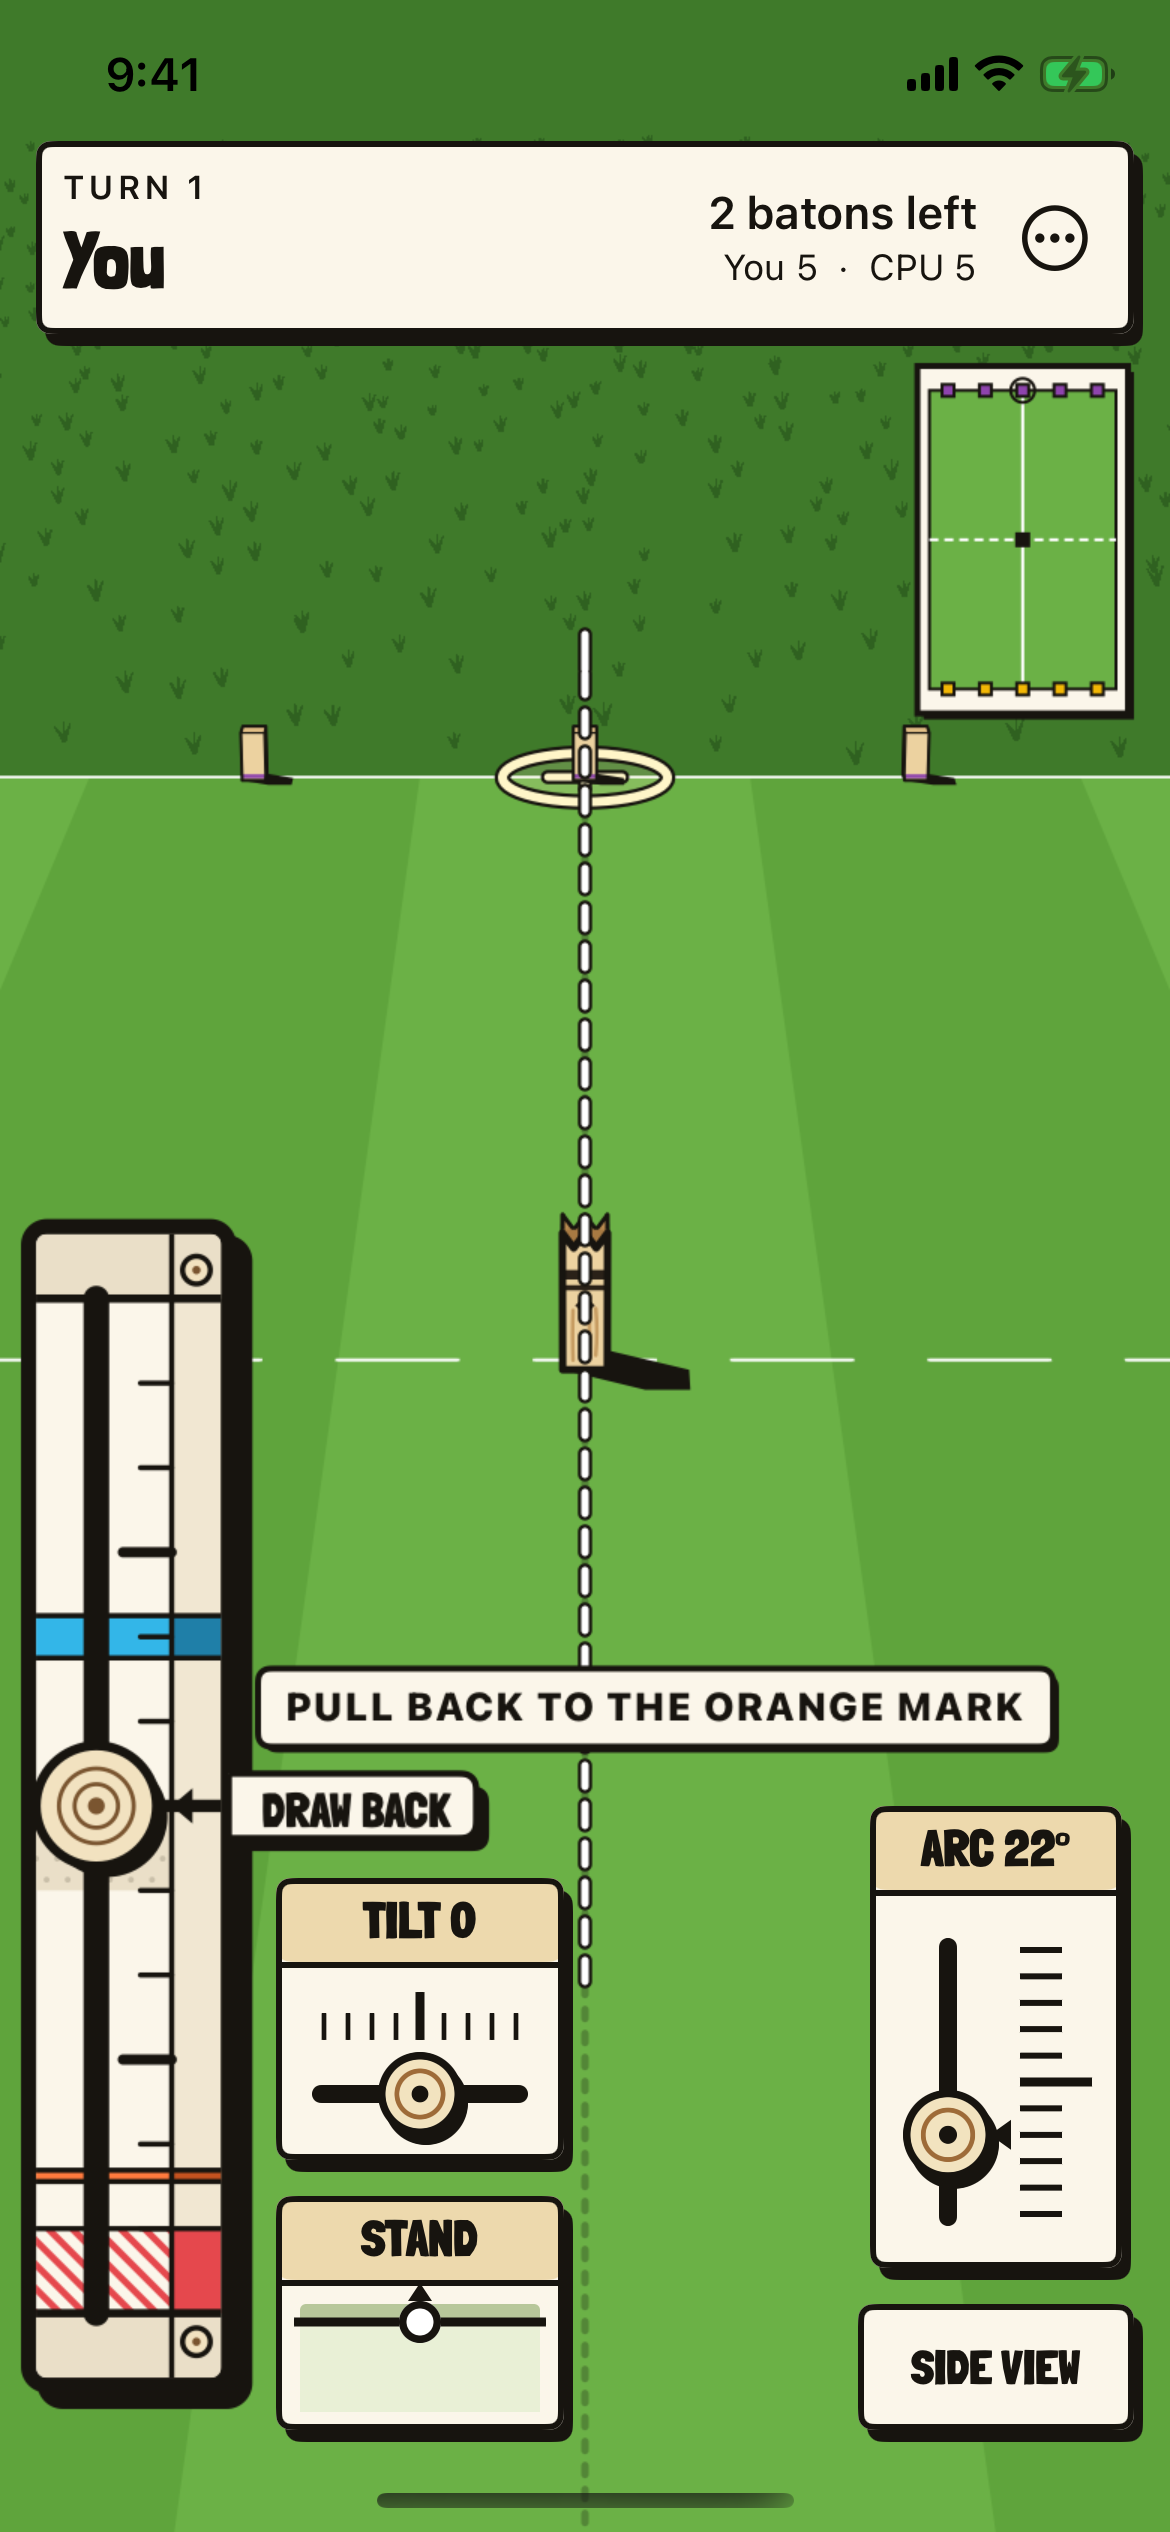 9:41
TURN 1
You
2 batons left
You 5 · CPU 5
PULL BACK TO THE ORANGE MARK
DRAW BACK
ARC 22°
TILT 0
STAND
SIDE VIEW